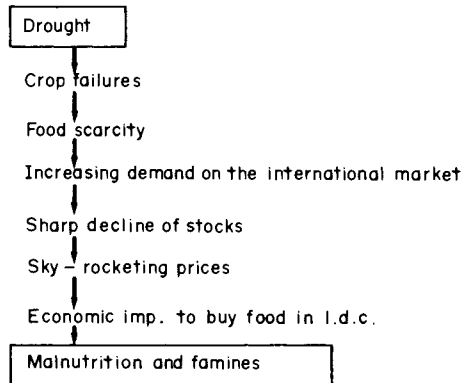 Drought
Crop failures
Food scarcity
Increasing demand on the international market
Sharp decline of stocks
Sky - rocketing prices
Economic imp. to buy food in l.d.c.
Malnutrition and famines